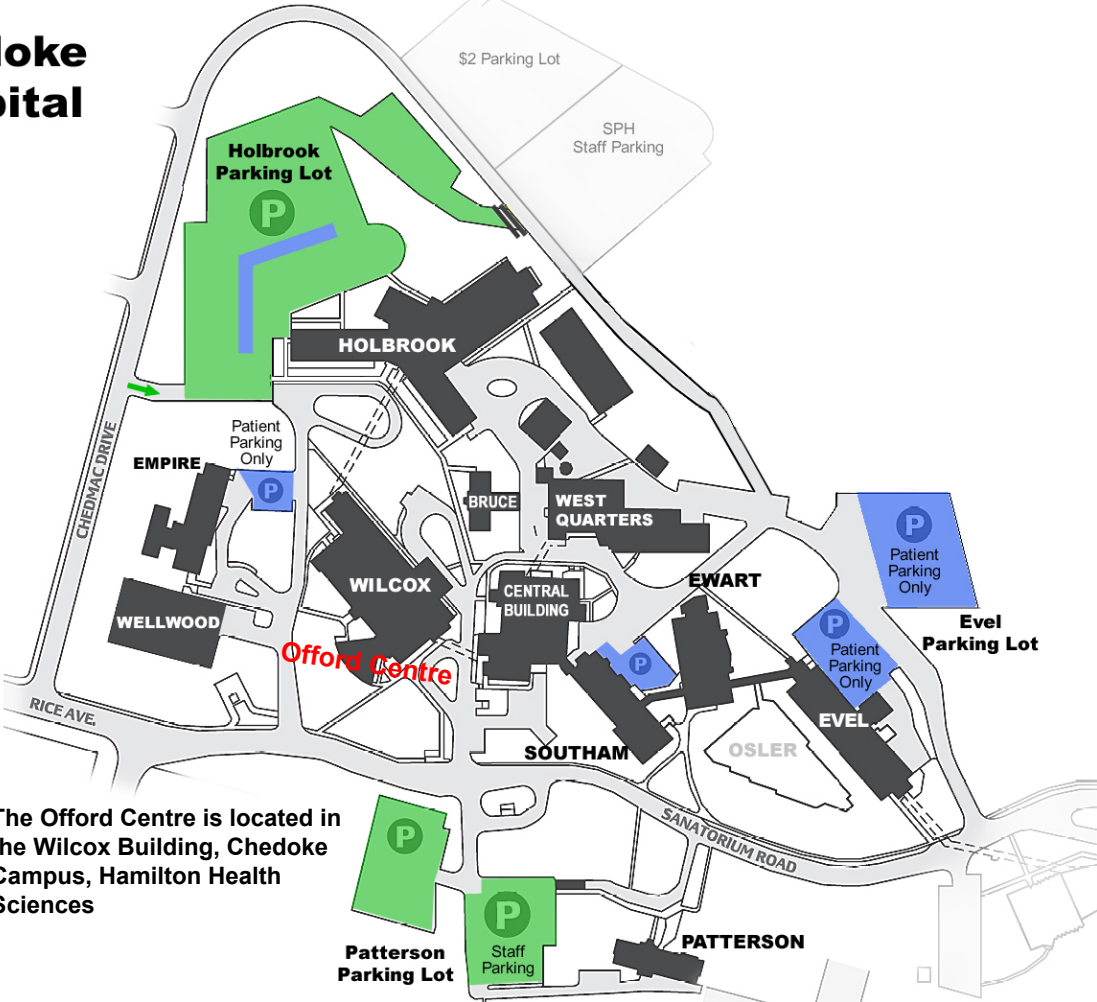 doke
pital
$2 Parking Lot
SPH
Staff Parking
Holbrook
Parking Lot
P
HOLBROOK
CHEDMAC DRIVE
Patient
Parking
Only
P
EMPIRE
BRUCE
WEST
QUARTERS
P
Patient
Parking
Only
Evel
Parking Lot
WELLWOOD
WILCOX
CENTRAL
BUILDING
EWART
P
Patient
Parking
Only
Offord Centre
P
RICE AVE.
SOUTHAM
OSLER
EVEL
SANATORIUM ROAD
The Offord Centre is located in
the Wilcox Building, Chedoke
Campus, Hamilton Health
Sciences
P
Patterson
Parking Lot
P
Staff
Parking
PATTERSON